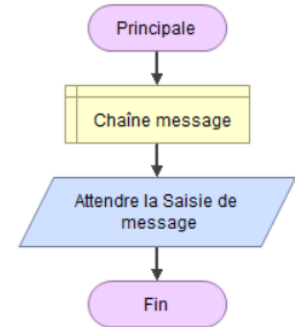 Principale
Chaîne message
Attendre la Saisie de
message
Fin